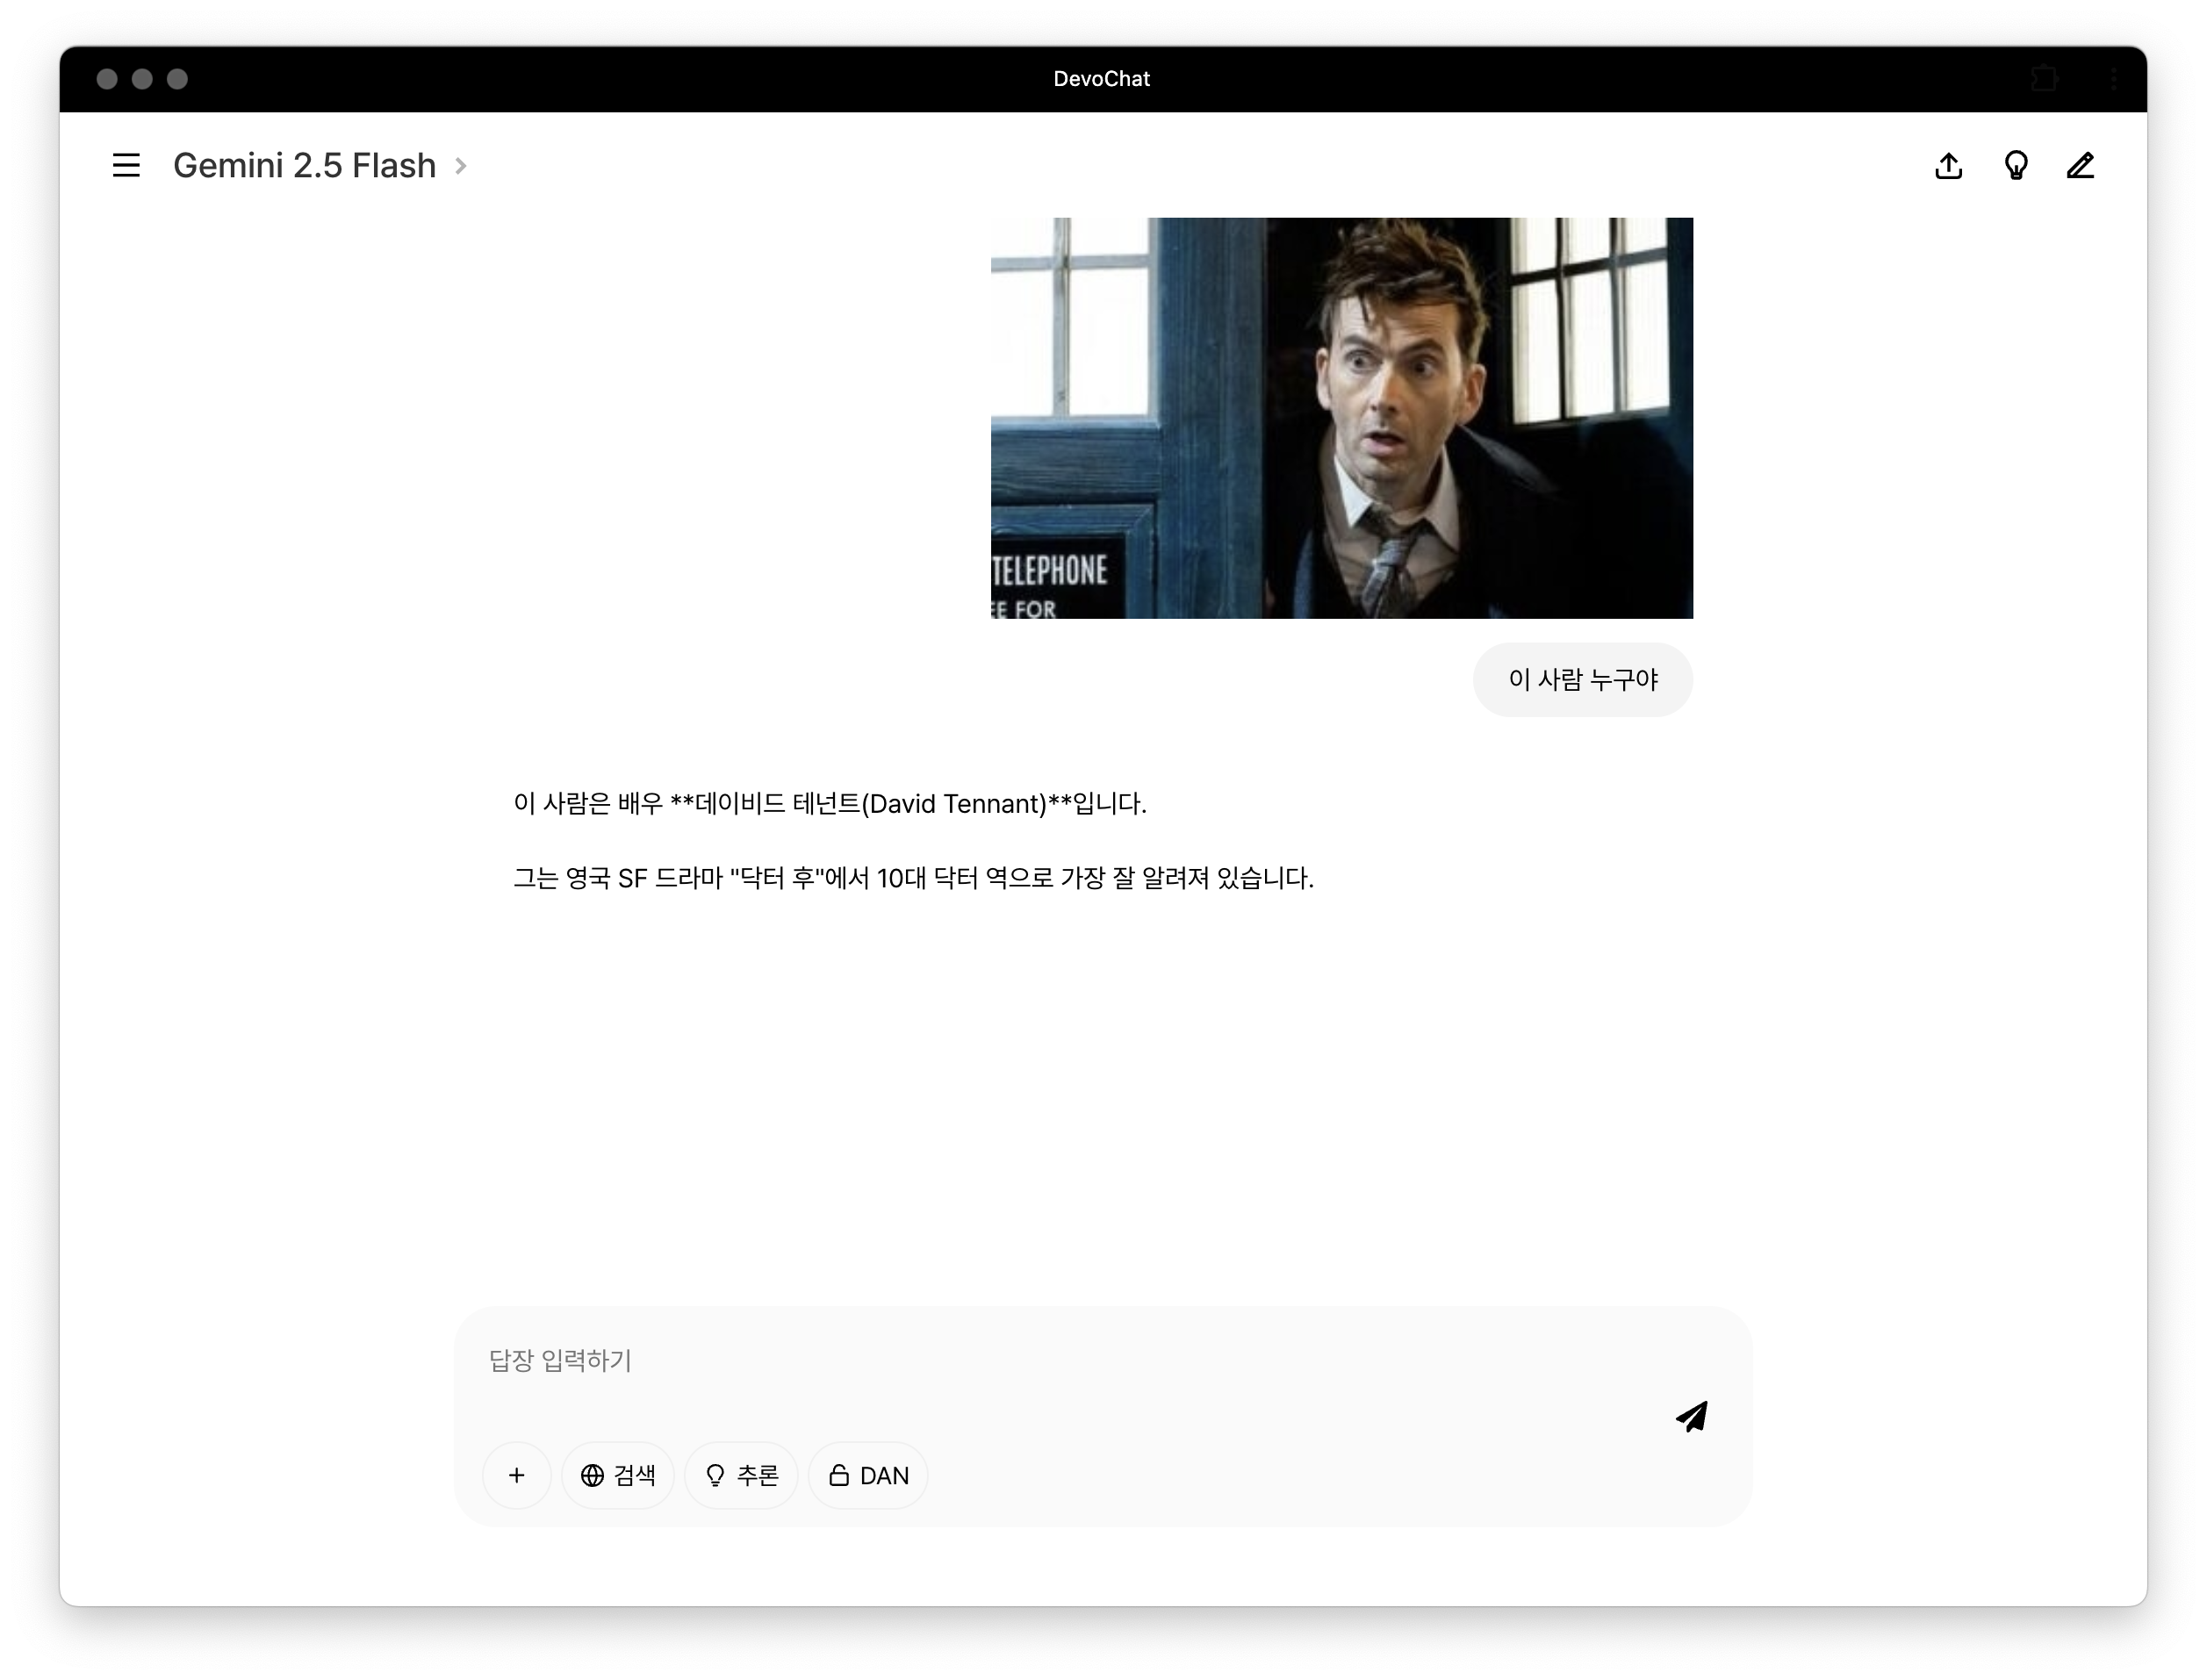 DevoChat
Gemini 2.5 Flash
TELEPHONE
EE FOR
이 사람 누구야
이 사람은 배우 **데이비드 테넌트(David Tennant)**입니다.
그는 영국 SF 드라마 "닥터 후"에서 10대 닥터 역으로 가장 잘 알려져 있습니다.
답장 입력하기
검색
추론
DAN